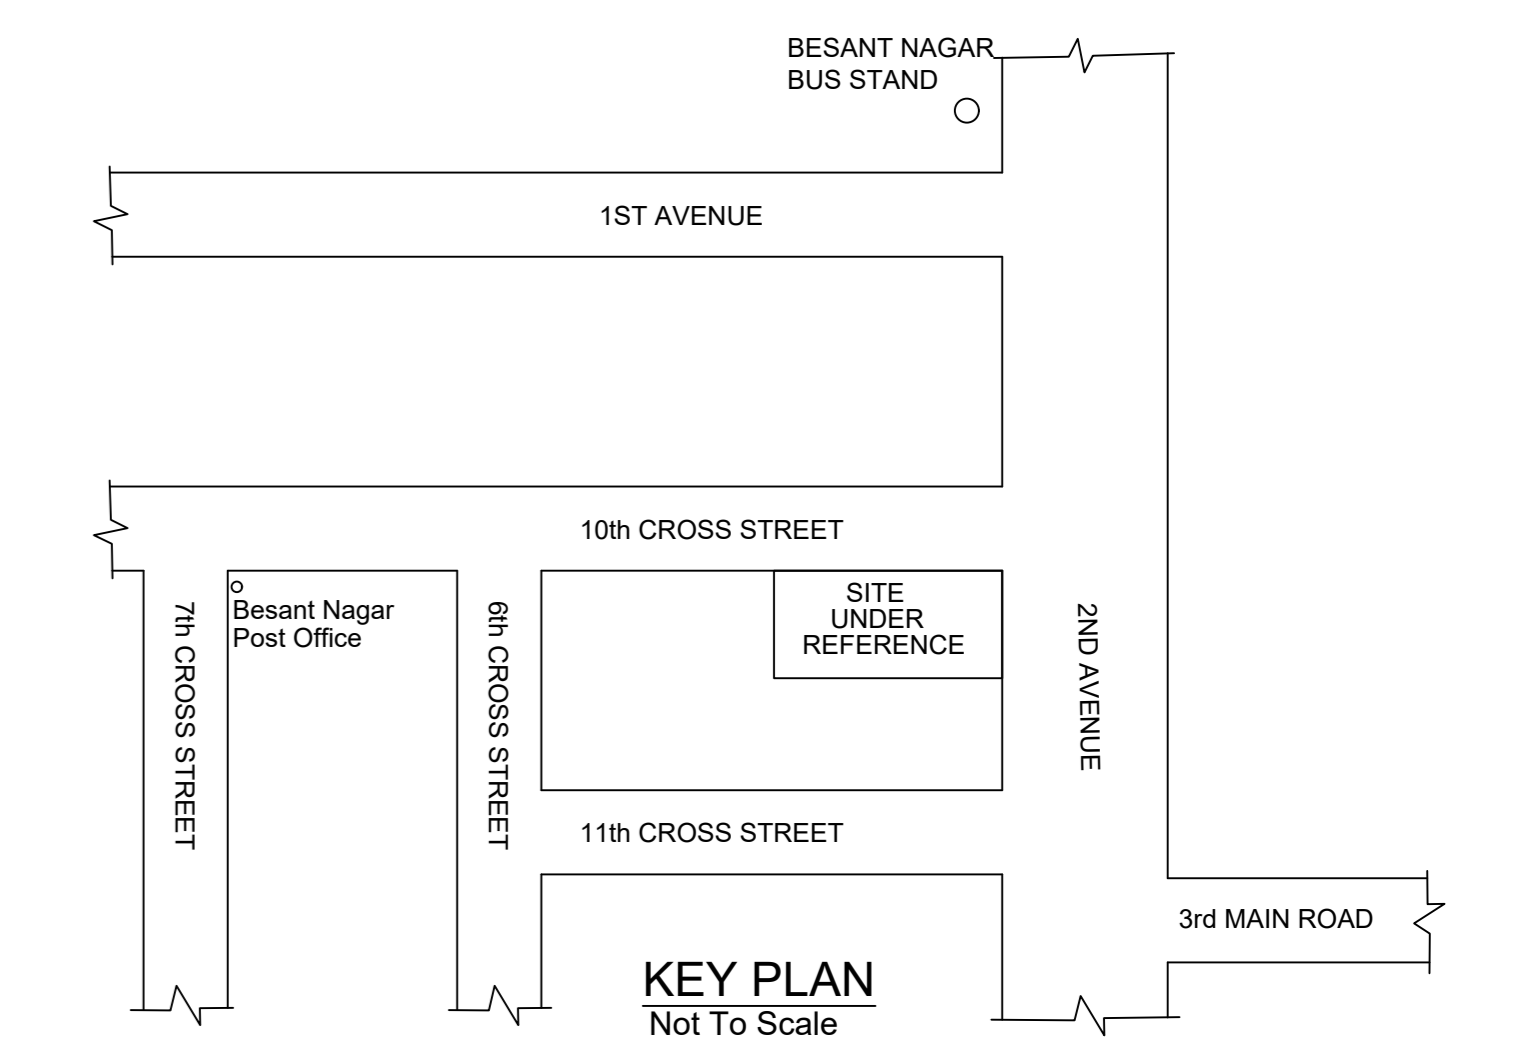 BESANT NAGAR
BUS STAND
1ST AVENUE
10th CROSS STREET
SITE
UNDER
REFERENCE
Besant Nagar
Post Office
7th CROSS STREET
6th CROSS STREET
2ND AVENUE
11th CROSS STREET
3rd MAIN ROAD
KEY PLAN
Not To Scale